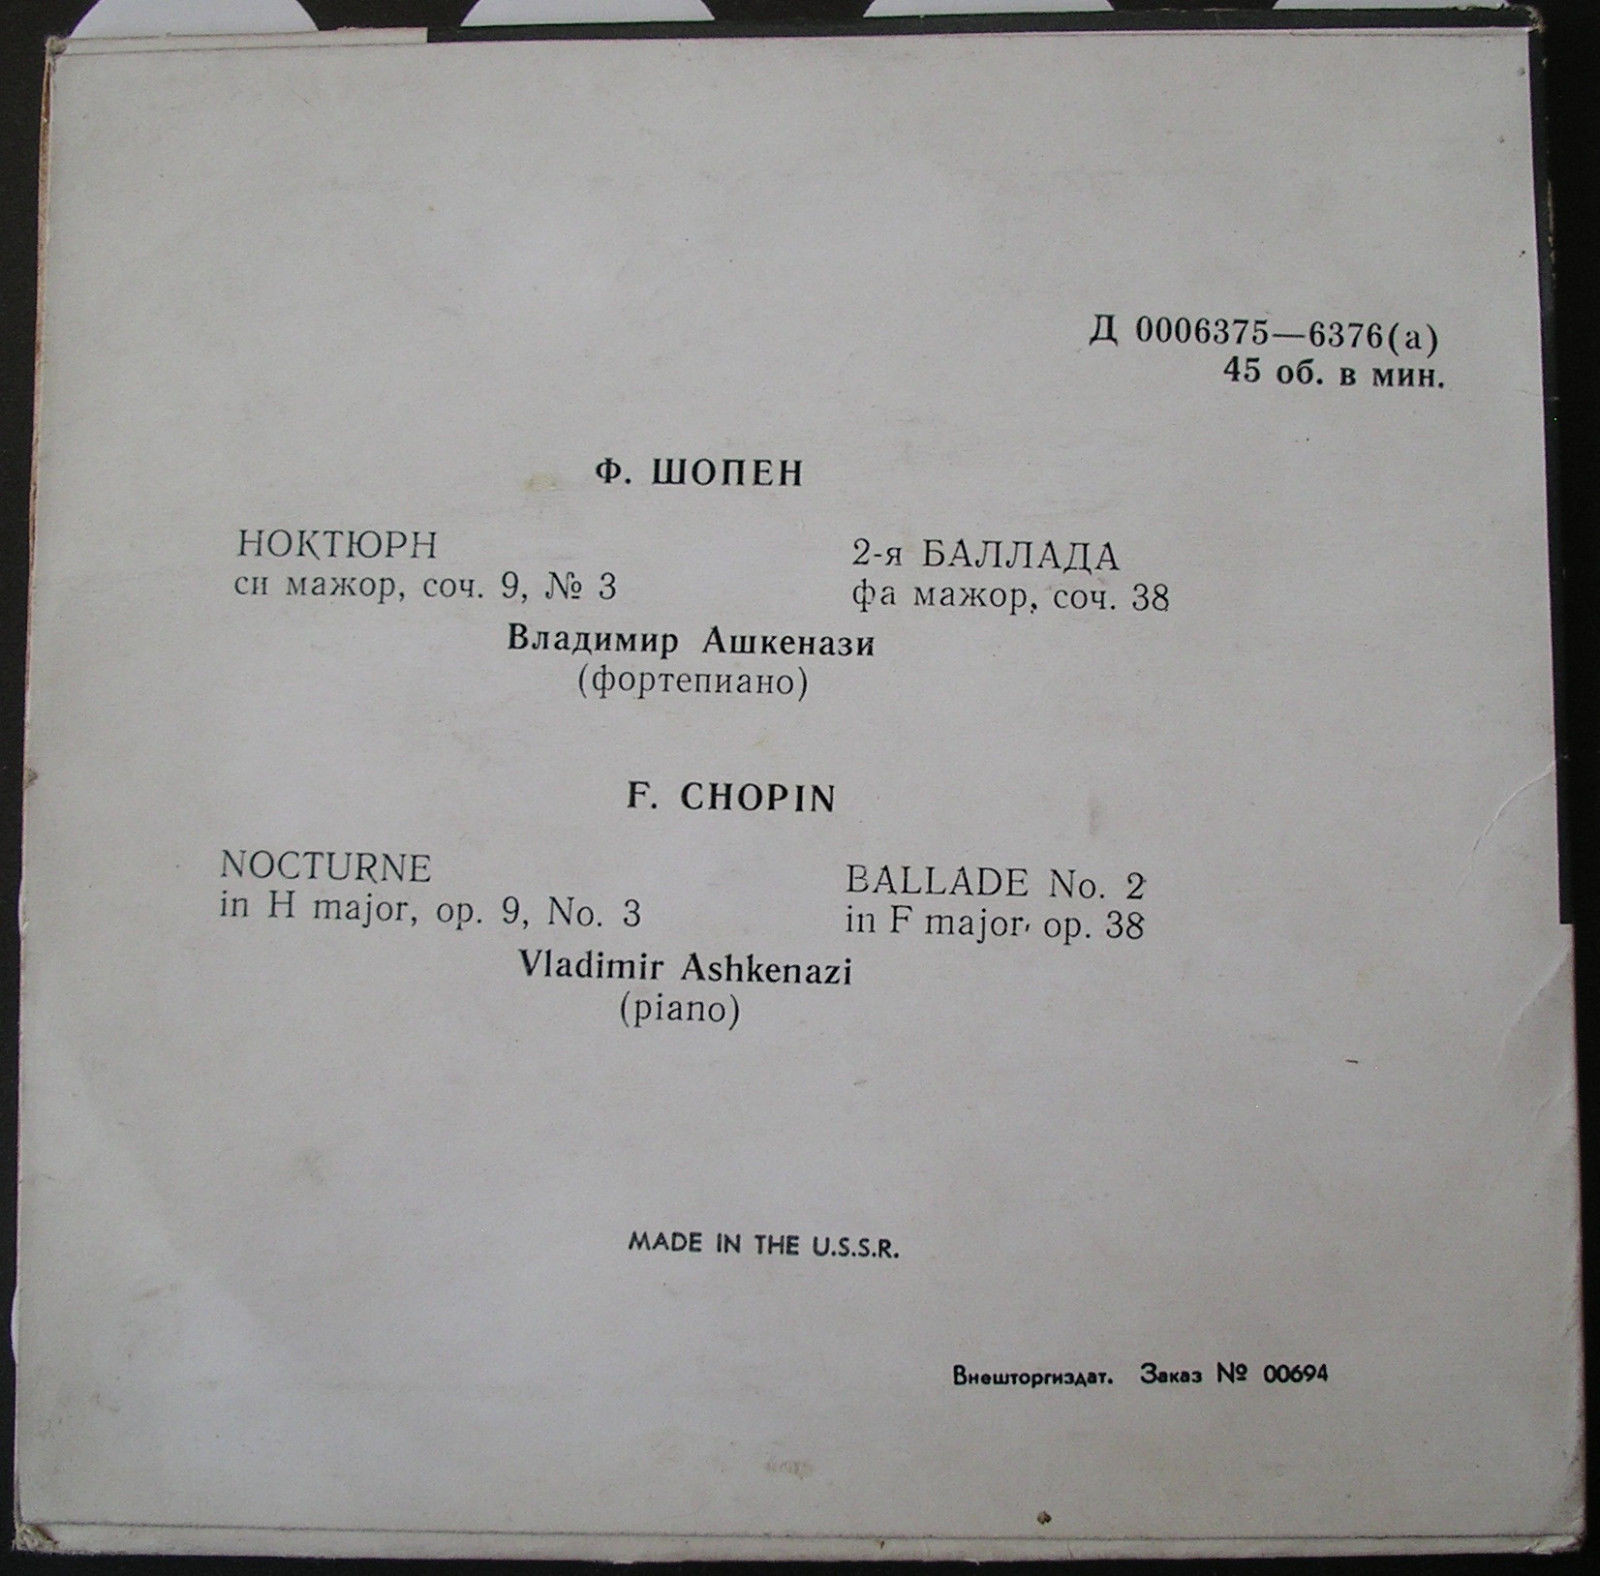 Д 0006375—6376(а)
45 об. в мин.
Ф. ШОПЕН
НОКТЮРН
си мажор, соч. 9, № 3
2-я БАЛЛАДА
фа мажор, соч. 38
Владимир Ашкенази
(фортепиано)
F. CHOPIN
NOCTURNE
in H major, op. 9, No. 3
BALLADE No. 2
in F major, op. 38
Vladimir Ashkenazi
(piano)
MADE IN THE U.S.S.R.
Внешторгиздат. Заказ № 00694